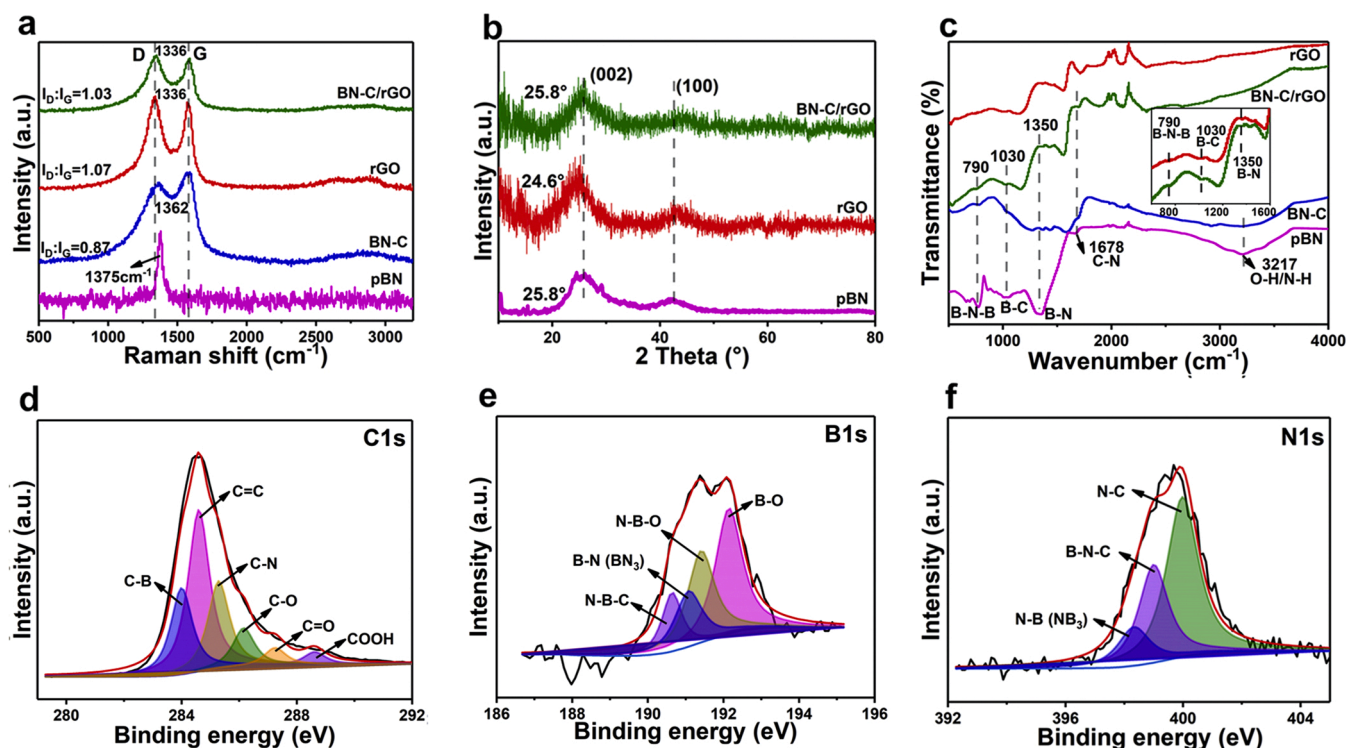 a
D 1336 G
I_D:I_G=1.03
BN-C/rGO
1336
I_D:I_G=1.07
rGO
1362
I_D:I_G=0.87
BN-C
1375cm⁻¹
pBN
500 1000 1500 2000 2500 3000
Raman shift (cm⁻¹)
Intensity (a.u.)
b
(002)
(100)
25.8°
BN-C/rGO
24.6°
rGO
25.8°
pBN
20 40 60 80
2 Theta (°)
Intensity (a.u.)
c
rGO
BN-C/rGO
790 1030 1350
790
B-N-B
1030
B-C
1350
B-N
800 1200 1600
BN-C
pBN
1678
C-N
3217
O-H/N-H
B-N-B B-C B-N
1000 2000 3000 4000
Wavenumber (cm⁻¹)
Transmittance (%)
d
C1s
C=C
C-B
C-N
C-O
C=O
COOH
280 284 288 292
Binding energy (eV)
Intensity (a.u.)
e
B1s
B-O
N-B-O
B-N (BN₃)
N-B-C
186 188 190 192 194 196
Binding energy (eV)
Intensity (a.u.)
f
N1s
N-C
B-N-C
N-B (NB₃)
392 396 400 404
Binding energy (eV)
Intensity (a.u.)